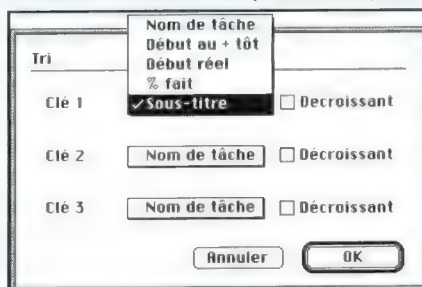 Nom de tâche
Début au + tôt
Tri
Début réel
% fait
Clé 1
✓Sous-titre
Decroissant
Clé 2
Nom de tâche
Décroissant
Clé 3
Nom de tâche
Décroissant
Annuler
OK